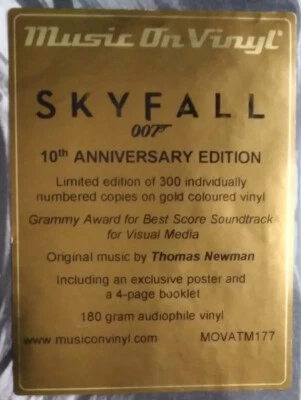 Music On Vinyl
SKYFALL
007
10th ANNIVERSARY EDITION
Limited edition of 300 individually
numbered copies on gold coloured vinyl
Grammy Award for Best Score Soundtrack
for Visual Media
Original music by Thomas Newman
Including an exclusive poster and
a 4-page booklet
180 gram audiophile vinyl
www.musiconvinyl.com MOVATM177